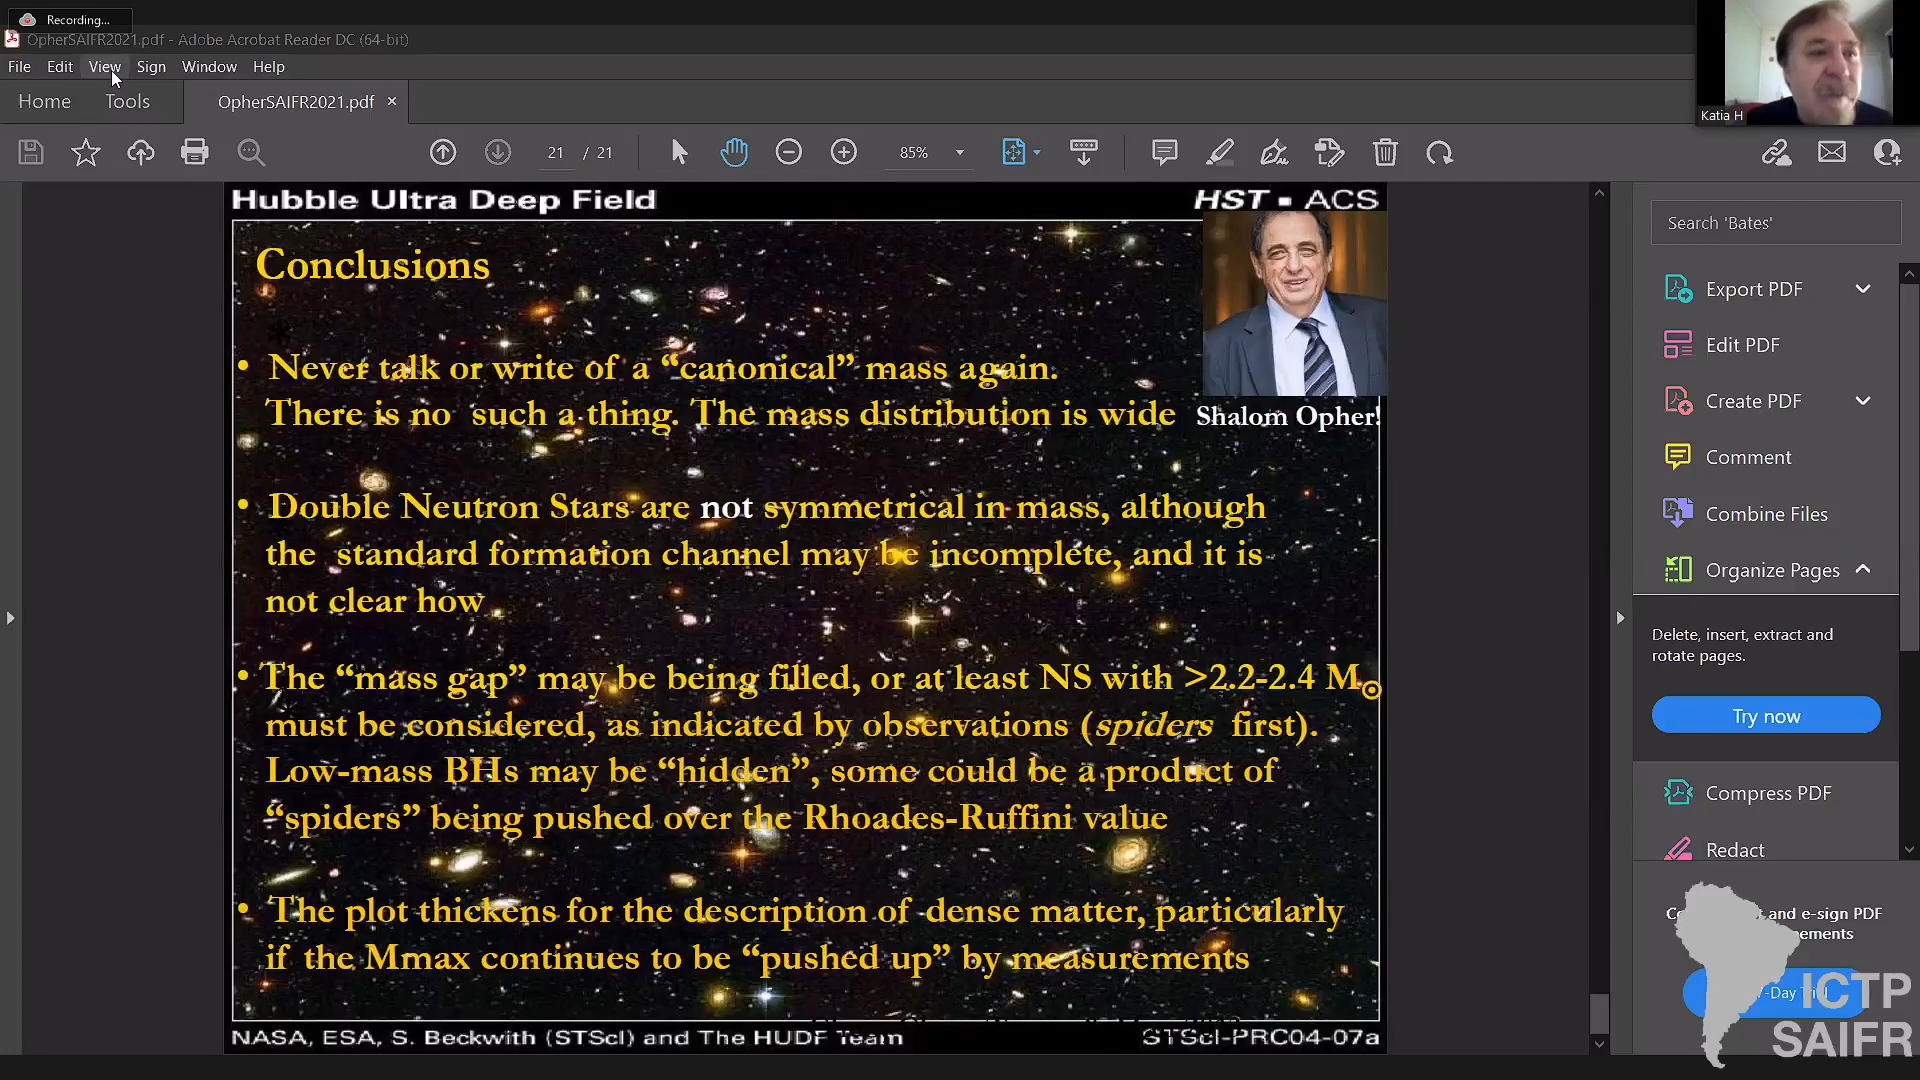 Recording...
OpherSAIFR2021.pdf - Adobe Acrobat Reader DC (64-bit)
File Edit View Sign Window Help
Home Tools OpherSAIFR2021.pdf ×
21 / 21 85%
Katia H
Hubble Ultra Deep Field
HST ▪ ACS
Conclusions
• Never talk or write of a “canonical” mass again.
There is no such a thing. The mass distribution is wide
Shalom Opher!
• Double Neutron Stars are not symmetrical in mass, although
the standard formation channel may be incomplete, and it is
not clear how
• The “mass gap” may be being filled, or at least NS with >2.2-2.4 M⊙
must be considered, as indicated by observations (spiders first).
Low-mass BHs may be “hidden”, some could be a product of
“spiders” being pushed over the Rhoades-Ruffini value
• The plot thickens for the description of dense matter, particularly
if the Mmax continues to be “pushed up” by measurements
NASA, ESA, S. Beckwith (STScI) and The HUDF Team
STScI-PRC04-07a
Search 'Bates'
Export PDF
Edit PDF
Create PDF
Comment
Combine Files
Organize Pages
Delete, insert, extract and
rotate pages.
Try now
Compress PDF
Redact
and e-sign PDF
ICTP
SAIFR